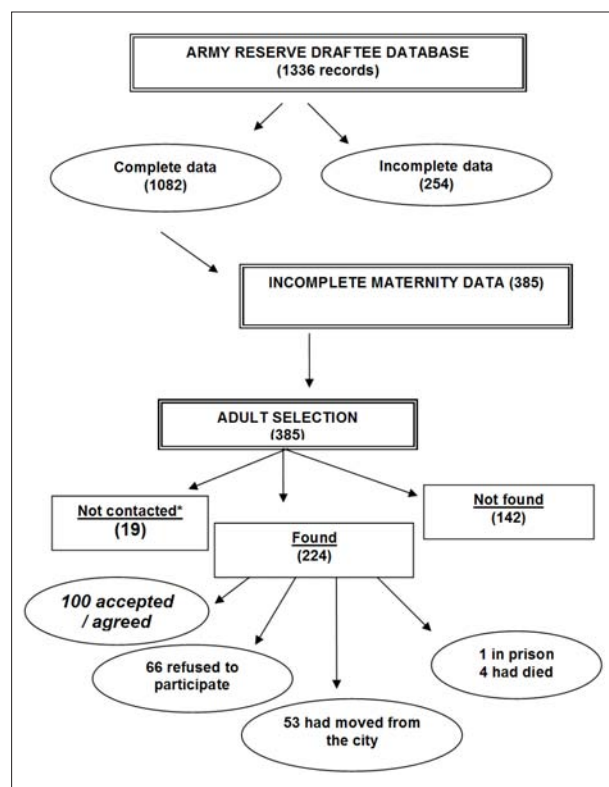 ARMY RESERVE DRAFTEE DATABASE
(1336 records)
Complete data
(1082)
Incomplete data
(254)
INCOMPLETE MATERNITY DATA (385)
ADULT SELECTION
(385)
Not contacted*
(19)
Not found
(142)
Found
(224)
100 accepted
/ agreed
66 refused to
participate
53 had moved from
the city
1 in prison
4 had died